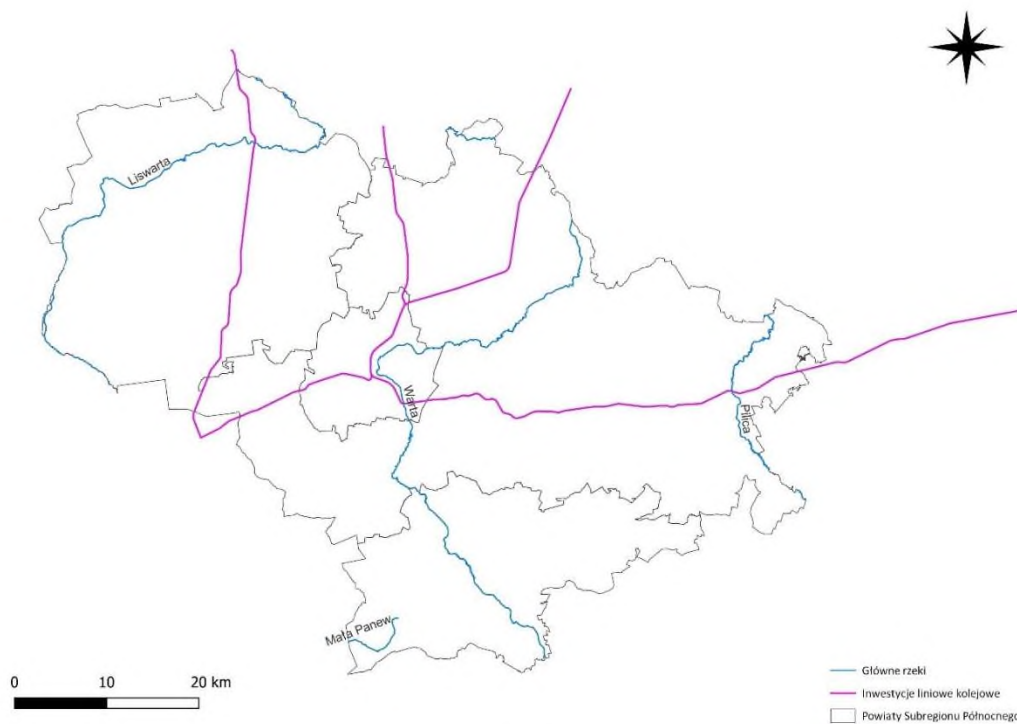 Liswarta
Warta
Pilica
Mała Panew
0 10 20 km
Główne rzeki
Inwestycje liniowe kolejowe
Powiaty Subregionu Północnego